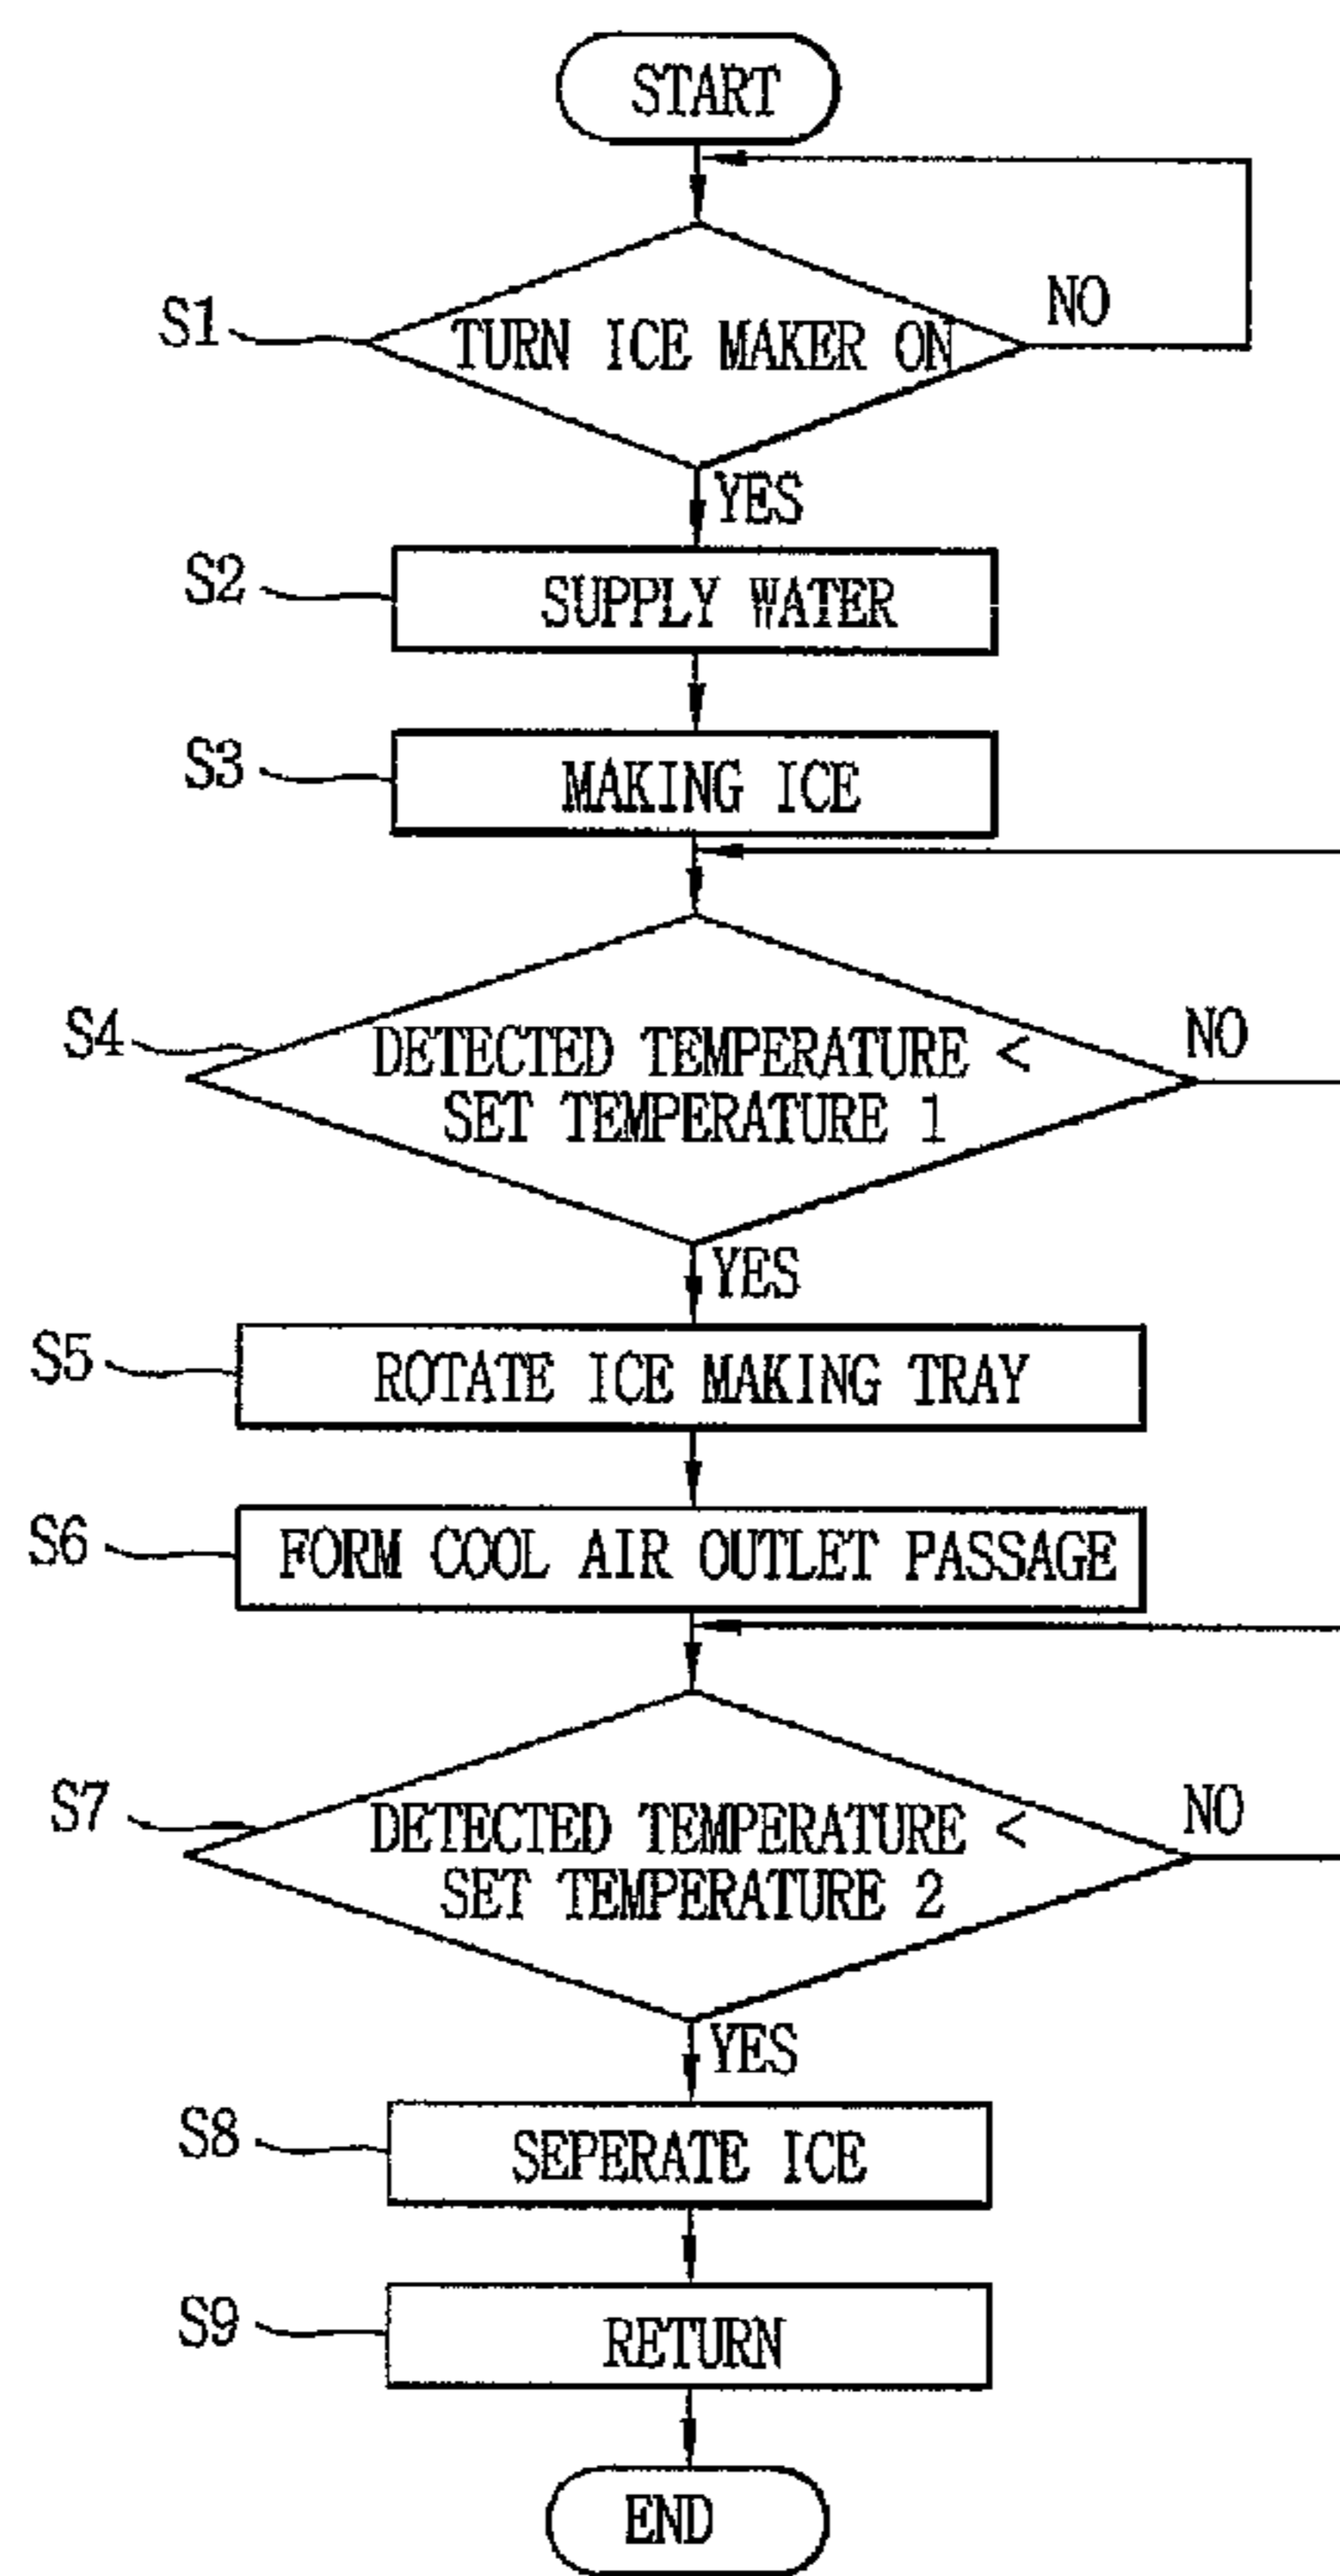 START
S1
TURN ICE MAKER ON
NO
YES
S2
SUPPLY WATER
S3
MAKING ICE
S4
DETECTED TEMPERATURE <
SET TEMPERATURE 1
NO
YES
S5
ROTATE ICE MAKING TRAY
S6
FORM COOL AIR OUTLET PASSAGE
S7
DETECTED TEMPERATURE <
SET TEMPERATURE 2
NO
YES
S8
SEPERATE ICE
S9
RETURN
END